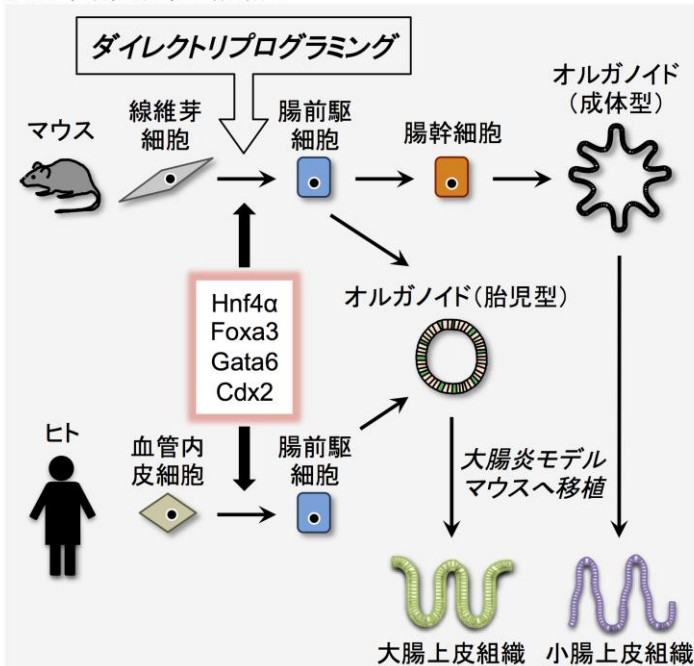 ダイレクトリプログラミング
マウス
線維芽
細胞
腸前駆
細胞
腸幹細胞
オルガノイド
（成体型）
Hnf4α
Foxa3
Gata6
Cdx2
オルガノイド（胎児型）
ヒト
血管内
皮細胞
腸前駆
細胞
大腸炎モデル
マウスへ移植
大腸上皮組織
小腸上皮組織